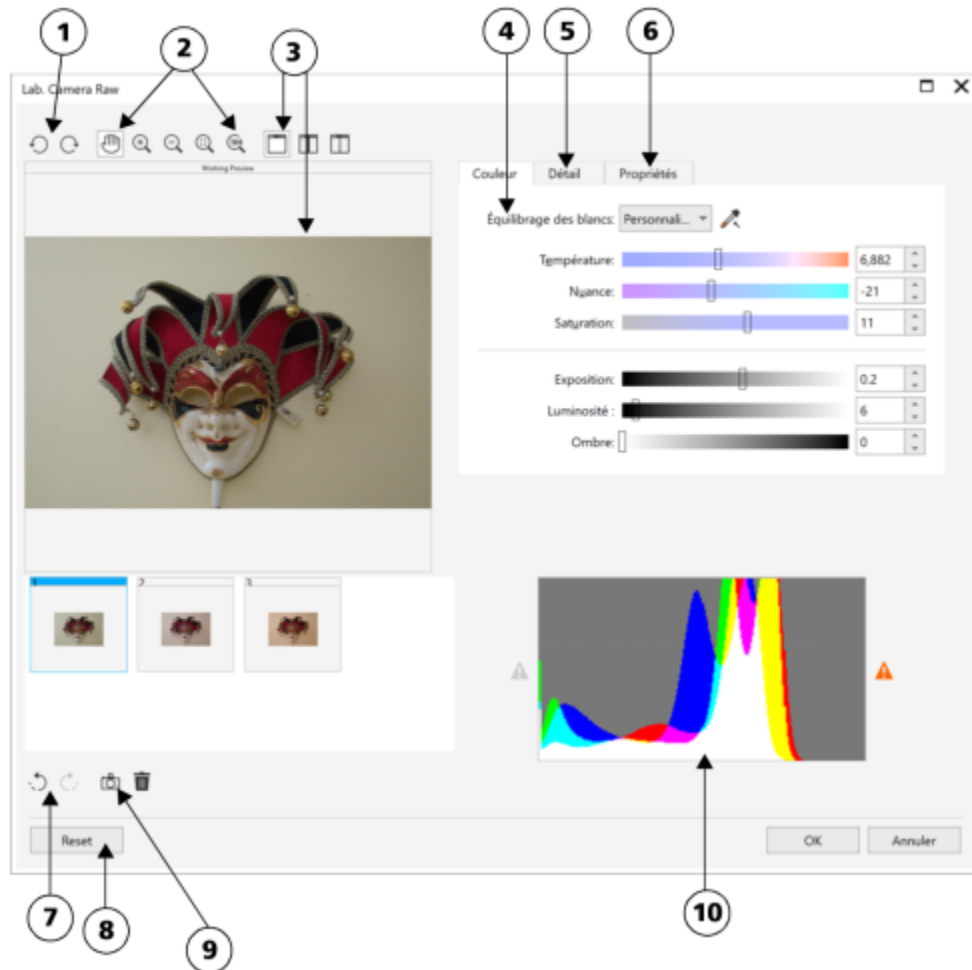 1 2 3 4 5 6
Lab. Camera Raw
Working Preview
Couleur Détail Propriétés
Équilibrage des blancs: Personnali...
Température: 6,882
Nuance: -21
Saturation: 11
Exposition: 0.2
Luminosité : 6
Ombre: 0
1 2 3
Reset OK Annuler
7 8 9 10